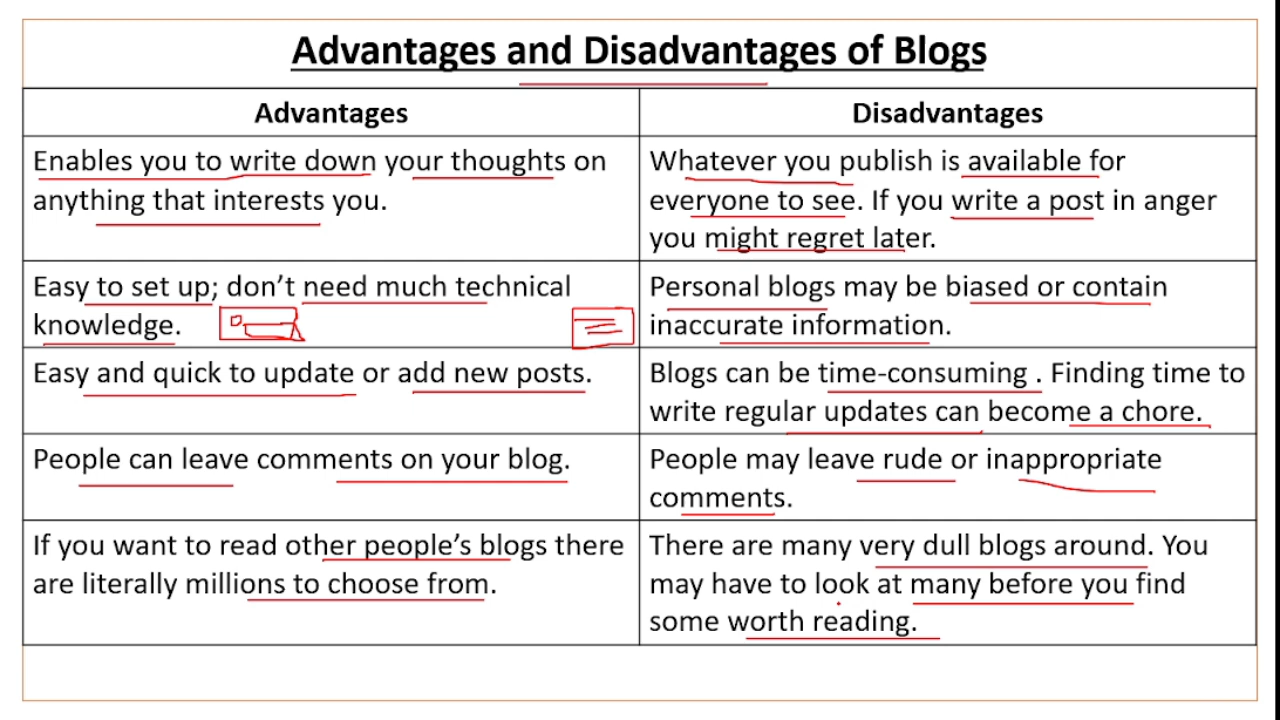 Advantages and Disadvantages of Blogs
Advantages
Disadvantages
Enables you to write down your thoughts on
anything that interests you.
Whatever you publish is available for
everyone to see. If you write a post in anger
you might regret later.
Easy to set up; don’t need much technical
knowledge.
Personal blogs may be biased or contain
inaccurate information.
Easy and quick to update or add new posts.
Blogs can be time-consuming . Finding time to
write regular updates can become a chore.
People can leave comments on your blog.
People may leave rude or inappropriate
comments.
If you want to read other people’s blogs there
are literally millions to choose from.
There are many very dull blogs around. You
may have to look at many before you find
some worth reading.